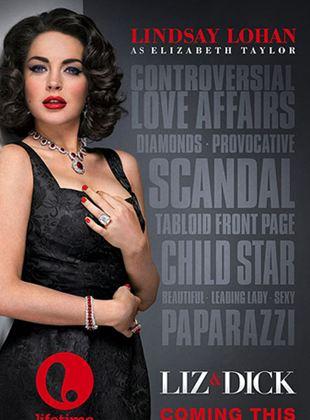 LINDSAY LOHAN
AS ELIZABETH TAYLOR
CONTROVERSIAL
LOVE AFFAIRS
DIAMONDS · PROVOCATIVE
SCANDAL
TABLOID FRONT PAGE
CHILD STAR
BEAUTIFUL · LEADING LADY · SEXY
PAPARAZZI
LIZ & DICK
lifetime
COMING THIS